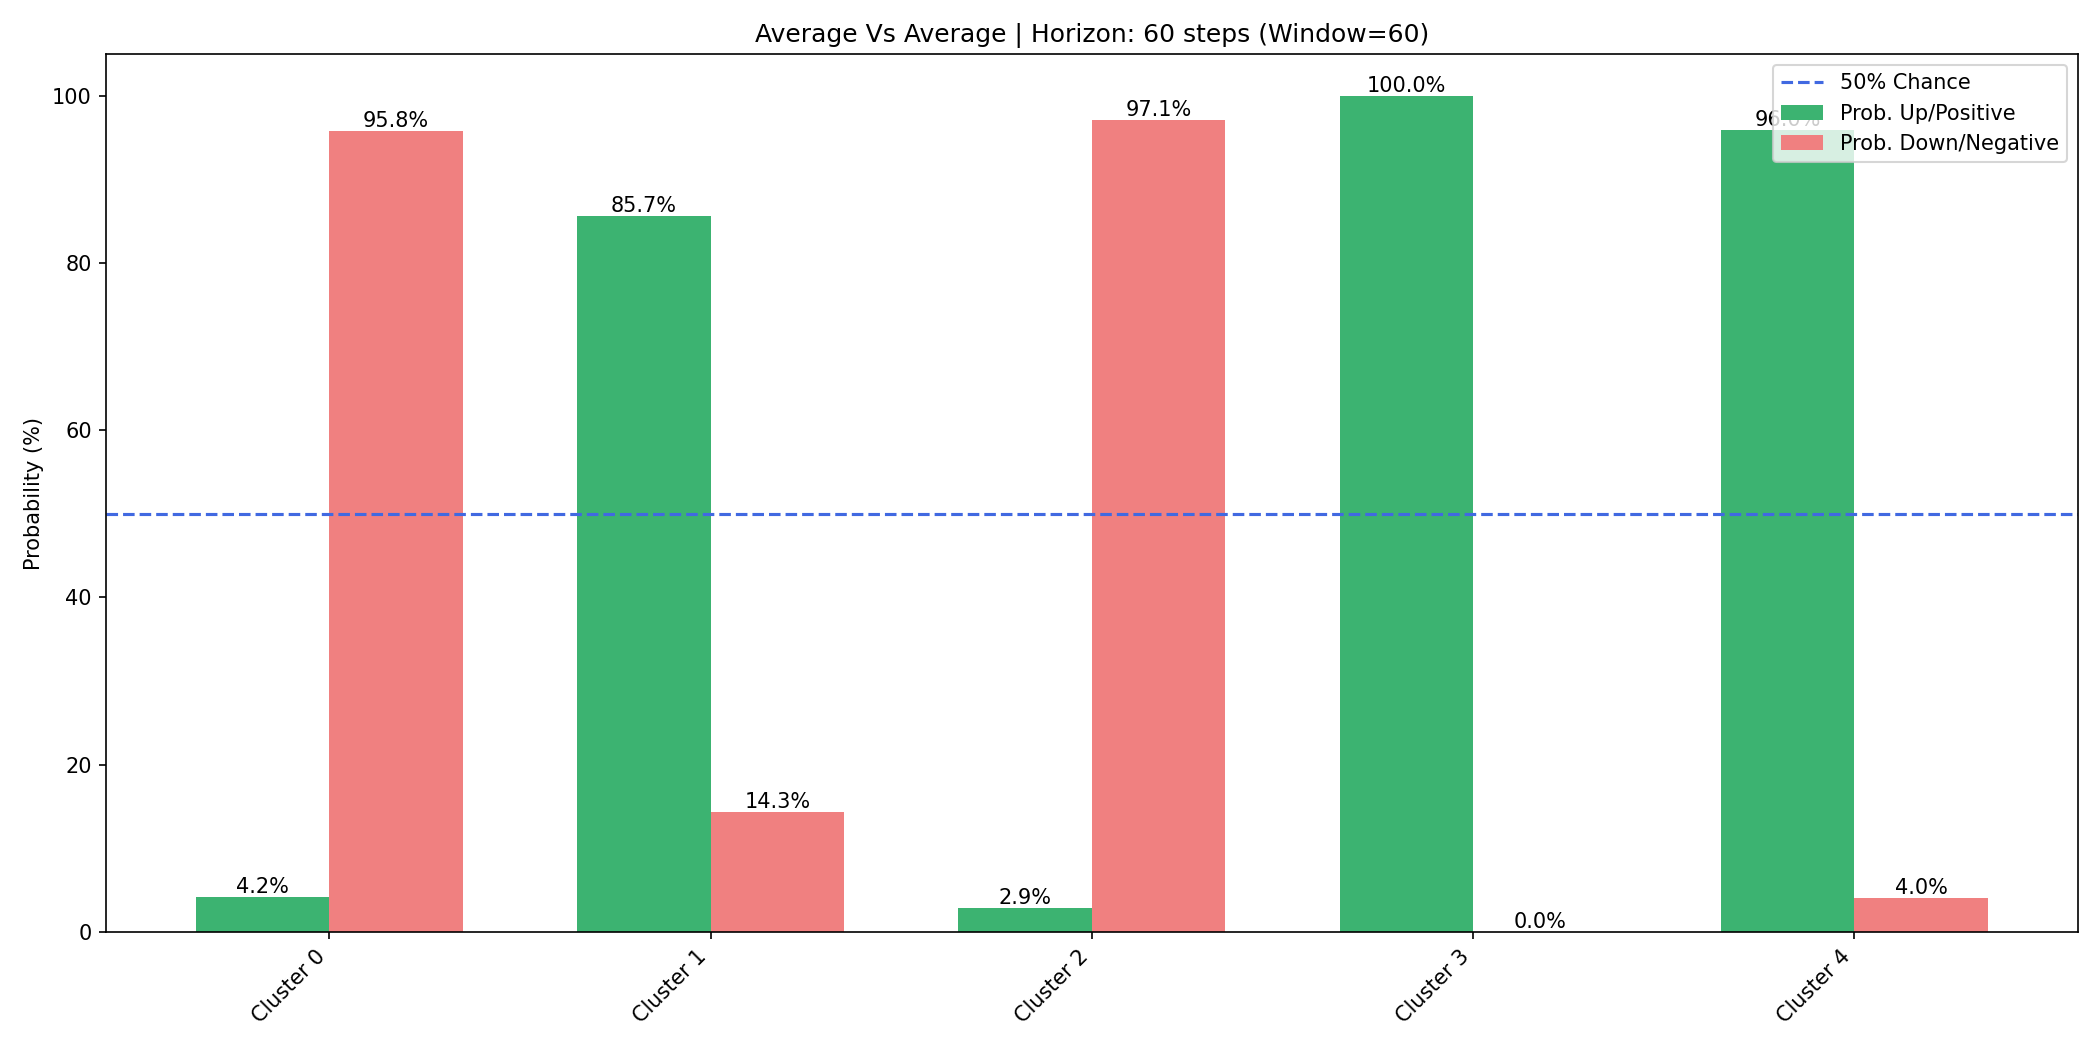 Average Vs Average | Horizon: 60 steps (Window=60)
50% Chance
Prob. Up/Positive
Prob. Down/Negative
Probability (%)
100
80
60
40
20
0
4.2%
95.8%
85.7%
14.3%
2.9%
97.1%
100.0%
0.0%
96.0%
4.0%
Cluster 0
Cluster 1
Cluster 2
Cluster 3
Cluster 4